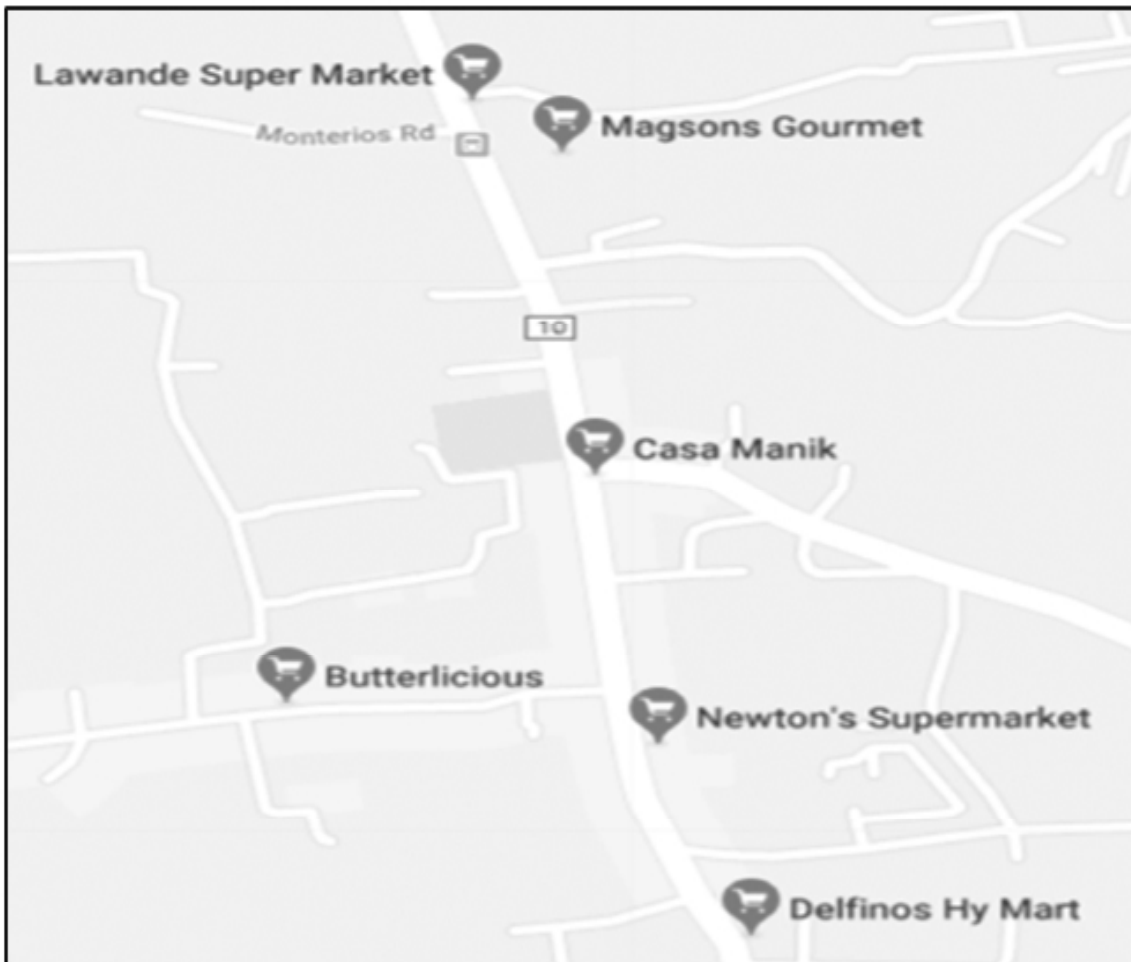 Lawande Super Market
Magsons Gourmet
Monterios Rd
10
Casa Manik
Butterlicious
Newton's Supermarket
Delfinos Hy Mart